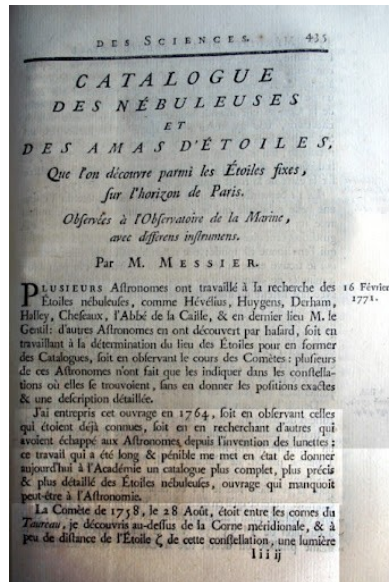 DES SCIENCES. 435
CATALOGUE
DES NÉBULEUSES
ET
DES AMAS D'ÉTOILES,
Que l'on découvre parmi les Étoiles fixes,
sur l'horizon de Paris.
Observées à l'Observatoire de la Marine,
avec différens instrumens.
Par M. MESSIER.
PLUSIEURS Astronomes ont travaillé à la recherche des 16 Février
Étoiles nébuleuses, comme Hévélius, Huygens, Derham, 1771.
Halley, Cheseaux, l'Abbé de la Caille, & en dernier lieu M. le
Gentil: d'autres Astronomes en ont découvert par hasard, soit en
travaillant à la détermination du lieu des Étoiles pour en former
des Catalogues, soit en observant le cours des Comètes: plusieurs
de ces Astronomes n'ont fait que les indiquer dans les constella-
tions où elles se trouvoient, sans en donner les positions exactes
& une description détaillée.
J'ai entrepris cet ouvrage en 1764, soit en observant celles
qui étoient déjà connues, soit en en recherchant d'autres qui
avoient échappé aux Astronomes depuis l'invention des lunettes;
ce travail qui a été long & pénible me met en état de donner
aujourd'hui à l'Académie un catalogue plus complet, plus précis
& plus détaillé des Étoiles nébuleuses, ouvrage qui manquoit
peut-être à l'Astronomie.
La Comète de 1758, le 28 Août, étoit entre les cornes du
Taureau, je découvris au-dessus de la Corne méridionale, & à
peu de distance de l'Étoile ζ de cette constellation, une lumière
Iii ij